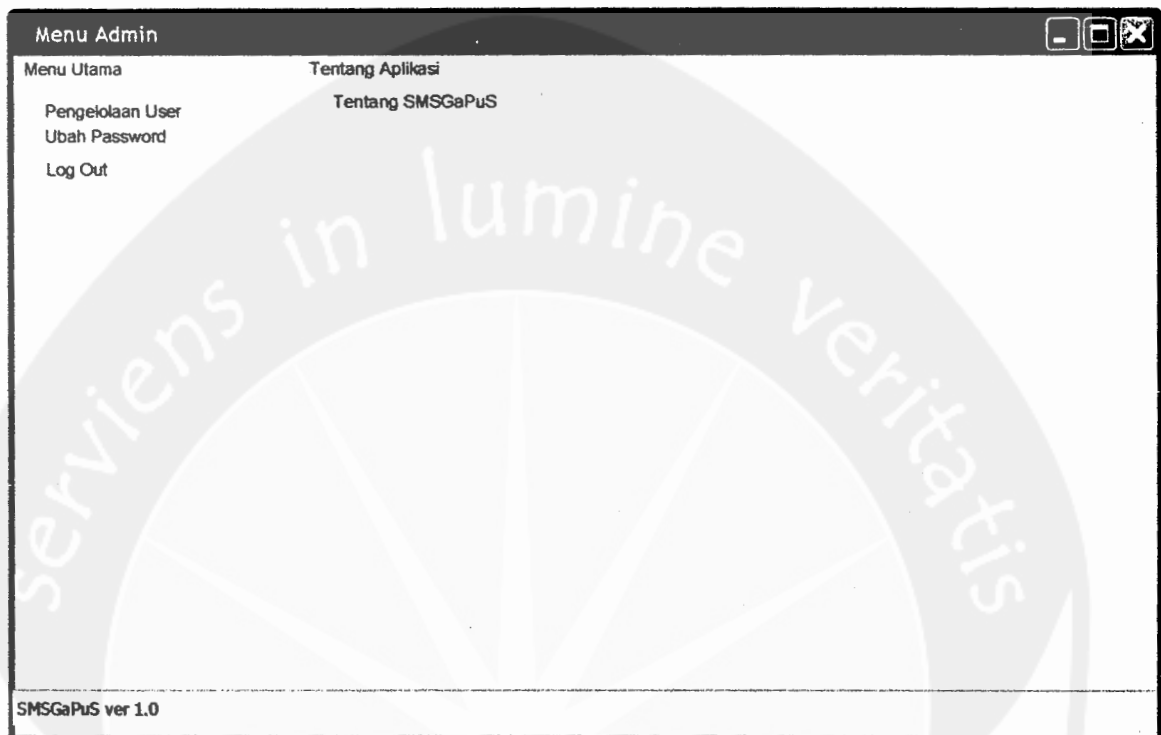 Menu Admin
Menu Utama
Tentang Aplikasi
Pengelolaan User
Tentang SMSGaPuS
Ubah Password
Log Out
serviens in lumine veritatis
SMSGaPuS ver 1.0